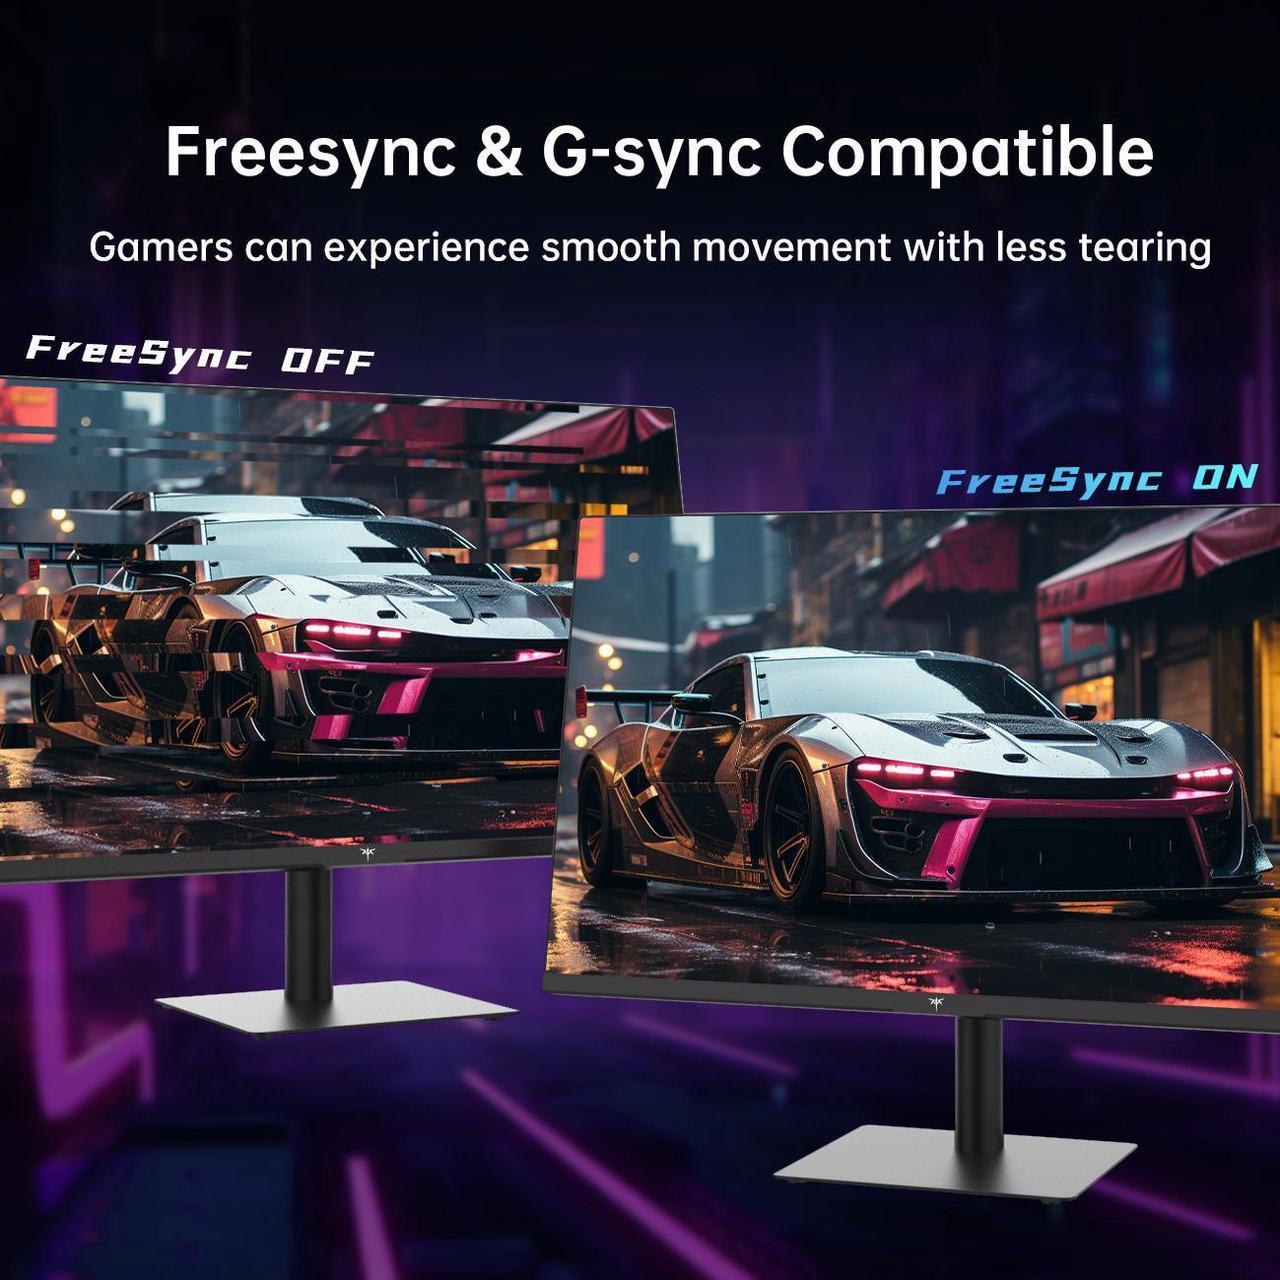 Freesync & G-sync Compatible
Gamers can experience smooth movement with less tearing
FreeSync OFF
FreeSync ON